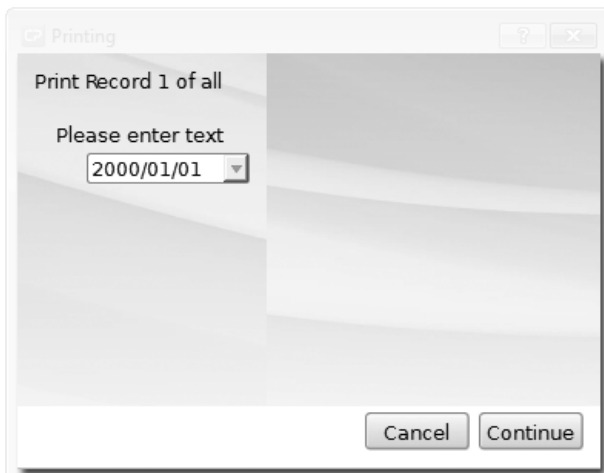 Printing
Print Record 1 of all
Please enter text
2000/01/01
Cancel Continue